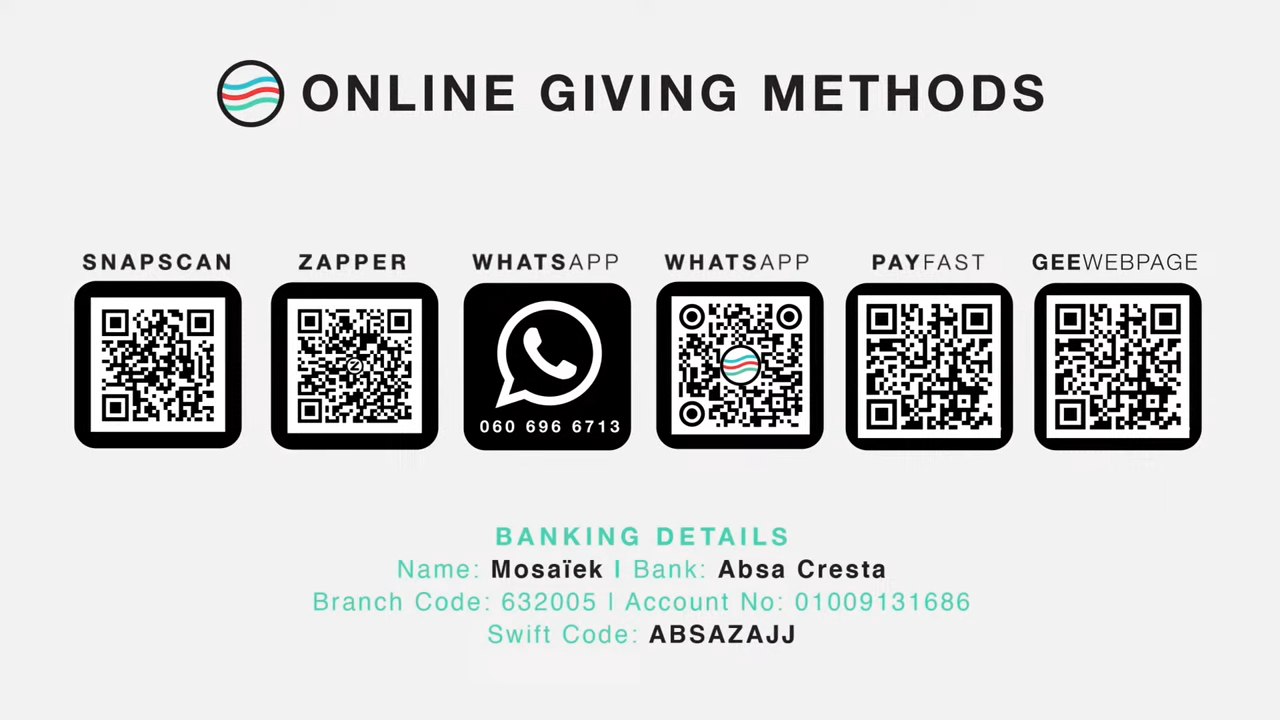 ONLINE GIVING METHODS
SNAPSCAN
ZAPPER
WHATSAPP
WHATSAPP
PAYFAST
GEEWEBPAGE
060 696 6713
BANKING DETAILS
Name: Mosaïek I Bank: Absa Cresta
Branch Code: 632005 | Account No: 01009131686
Swift Code: ABSAZAJJ